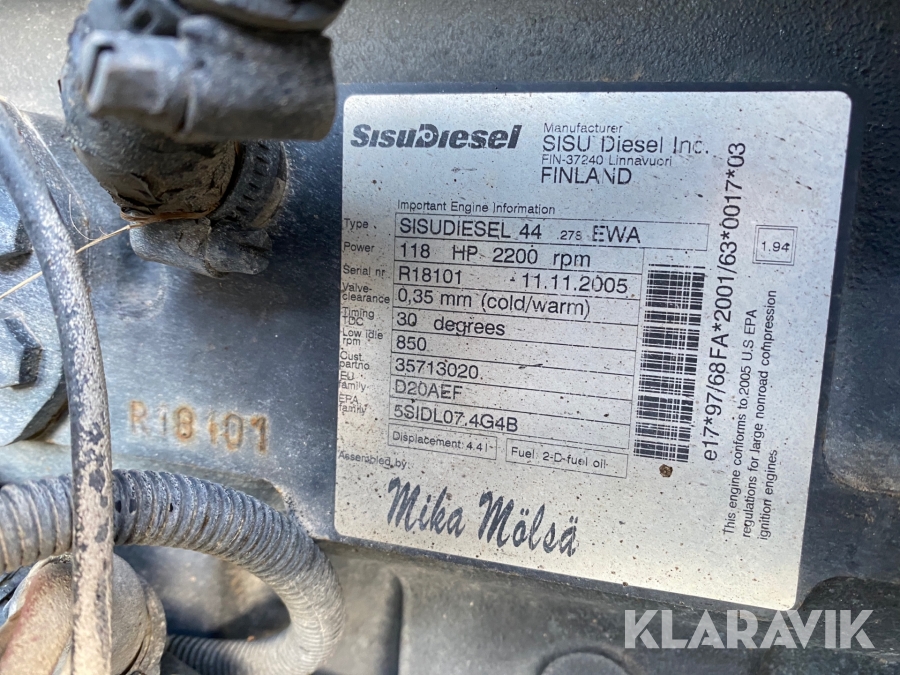 SISUDIESEL
Manufacturer
SISU Diesel Inc.
FIN-37240 Linnavuori
FINLAND
Important Engine Information
Type SISUDIESEL 44 .278 EWA
Power 118 HP 2200 rpm
Serial nr R18101 11.11.2005
Valve-clearance 0,35 mm (cold/warm)
Timing TDC 30 degrees
Low idle rpm 850
Cust. partno 35713020
EU family D20AEF
EPA family 5SIDL07.4G4B
Displacement: 4.4 l Fuel: 2-D-fuel oil
Assembled by:
Mika Mölsä
1.94
e17*97/68FA*2001/63*0017*03
This engine conforms to 2005 U.S EPA
regulations for large nonroad compression
ignition engines
R18101
KLARAVIK